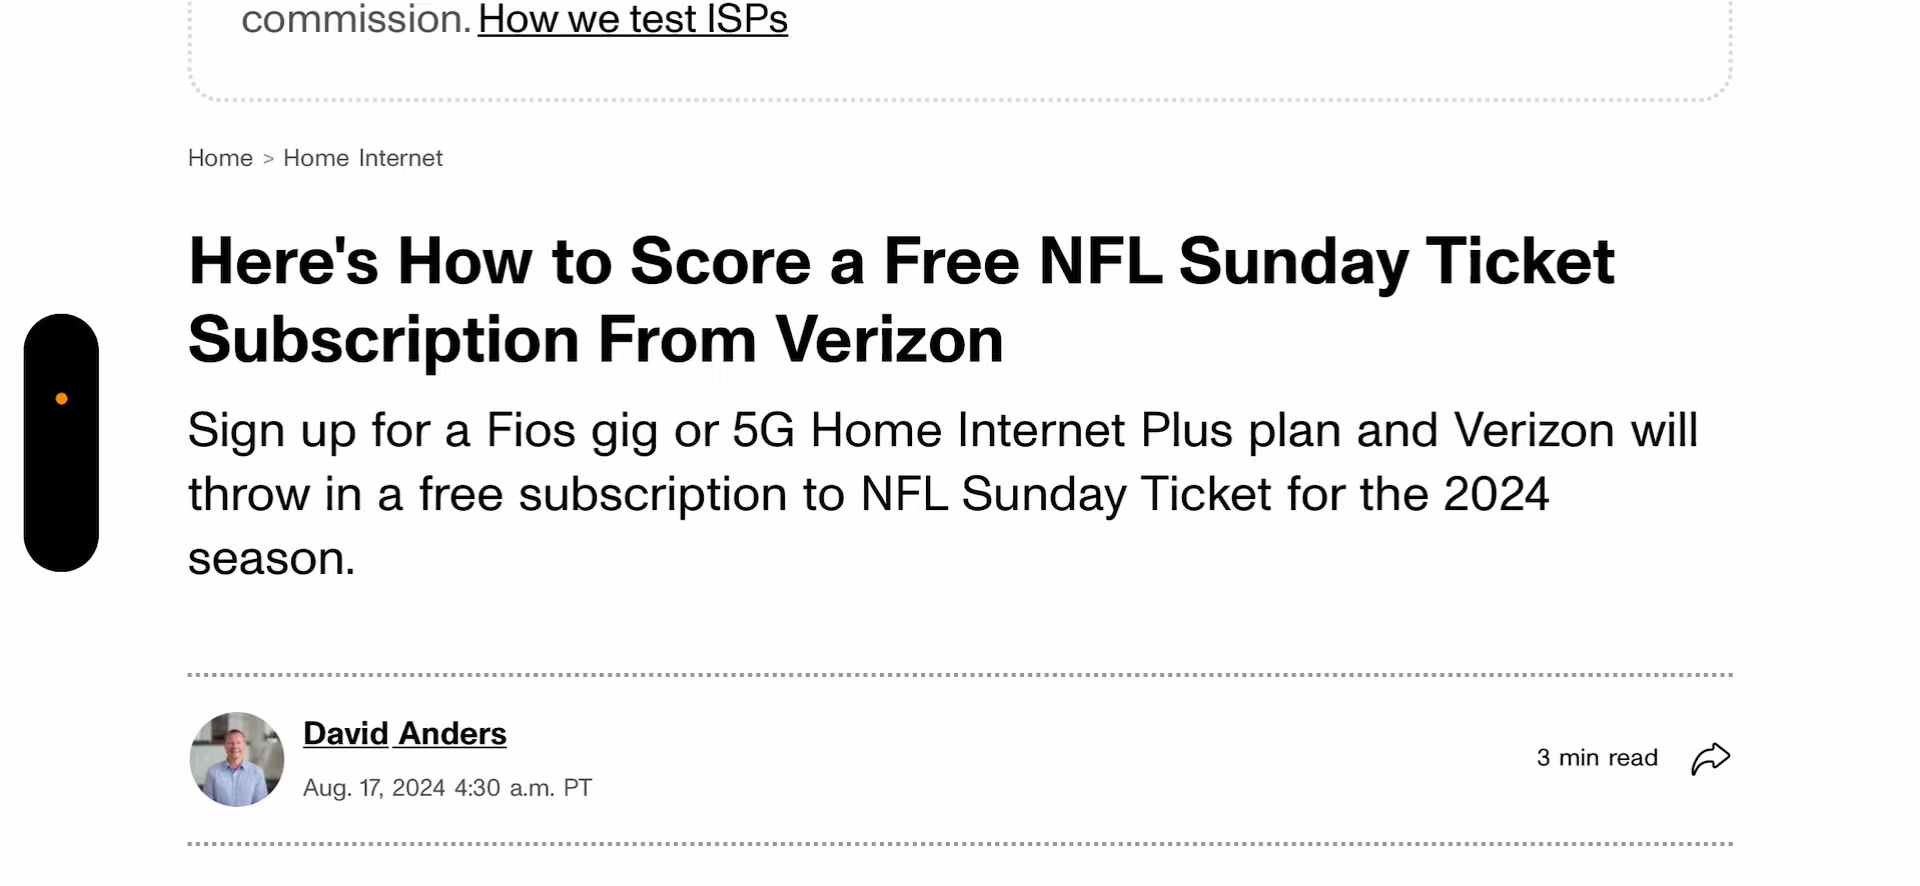 commission. How we test ISPs
Home > Home Internet
Here's How to Score a Free NFL Sunday Ticket
Subscription From Verizon
Sign up for a Fios gig or 5G Home Internet Plus plan and Verizon will
throw in a free subscription to NFL Sunday Ticket for the 2024
season.
David Anders
Aug. 17, 2024 4:30 a.m. PT
3 min read